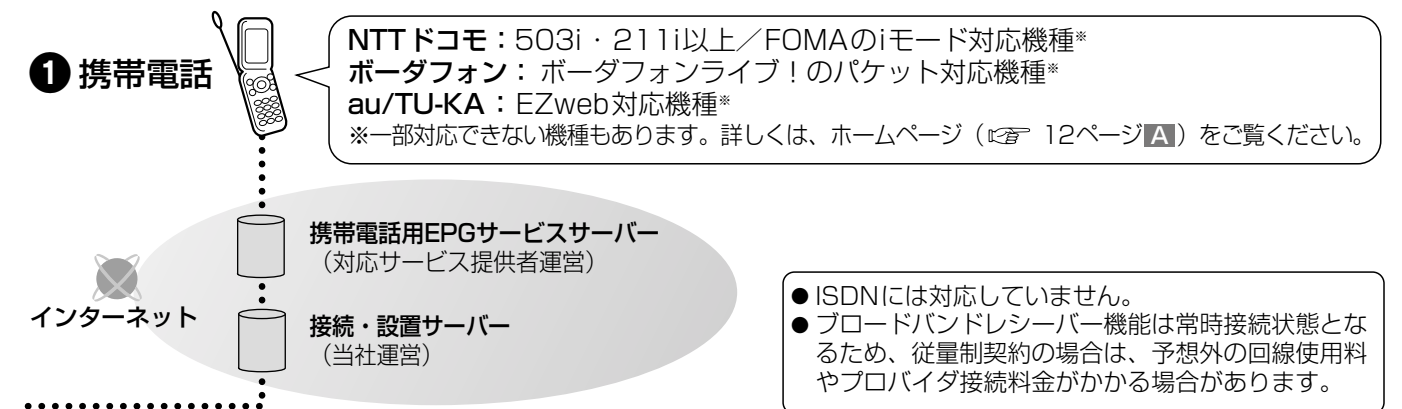 ❶ 携帯電話
NTTドコモ：503i・211i以上／FOMAのiモード対応機種※
ボーダフォン： ボーダフォンライブ！のパケット対応機種※
au/TU-KA：EZweb対応機種※
※一部対応できない機種もあります。詳しくは、ホームページ（☞ 12ページA）をご覧ください。
携帯電話用EPGサービスサーバー
（対応サービス提供者運営）
インターネット
接続・設置サーバー
（当社運営）
● ISDNには対応していません。
● ブロードバンドレシーバー機能は常時接続状態とな
るため、従量制契約の場合は、予想外の回線使用料
やプロバイダ接続料金がかかる場合があります。